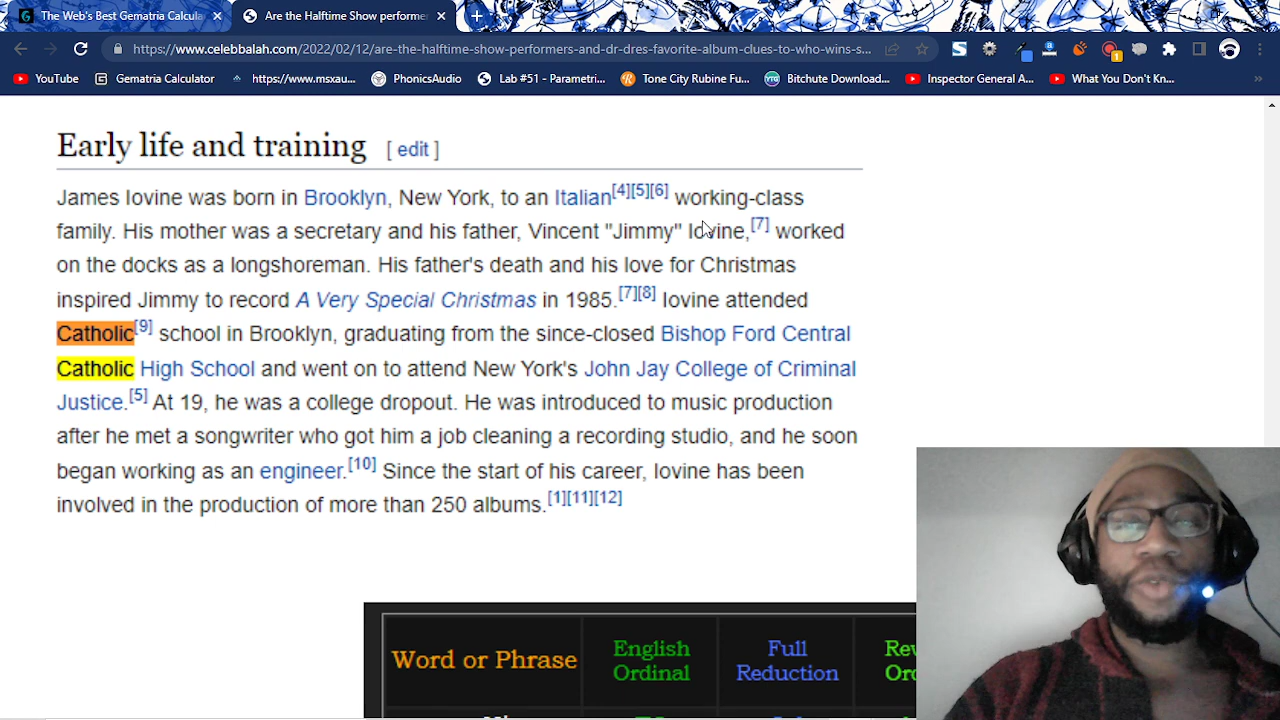 The Web's Best Gematria Calcula
Are the Halftime Show performe
https://www.celebbalah.com/2022/02/12/are-the-halftime-show-performers-and-dr-dres-favorite-album-clues-to-who-wins-s...
YouTube
Gematria Calculator
https://www.msxau...
PhonicsAudio
Lab #51 - Parametri...
Tone City Rubine Fu...
Bitchute Download...
Inspector General A...
What You Don't Kn...
»
Early life and training [ edit ]
James Iovine was born in Brooklyn, New York, to an Italian[4][5][6] working-class
family. His mother was a secretary and his father, Vincent "Jimmy" Iovine,[7] worked
on the docks as a longshoreman. His father's death and his love for Christmas
inspired Jimmy to record A Very Special Christmas in 1985.[7][8] Iovine attended
Catholic[9] school in Brooklyn, graduating from the since-closed Bishop Ford Central
Catholic High School and went on to attend New York's John Jay College of Criminal
Justice.[5] At 19, he was a college dropout. He was introduced to music production
after he met a songwriter who got him a job cleaning a recording studio, and he soon
began working as an engineer.[10] Since the start of his career, Iovine has been
involved in the production of more than 250 albums.[1][11][12]
Word or Phrase
English
Ordinal
Full
Reduction
Rev
Ord